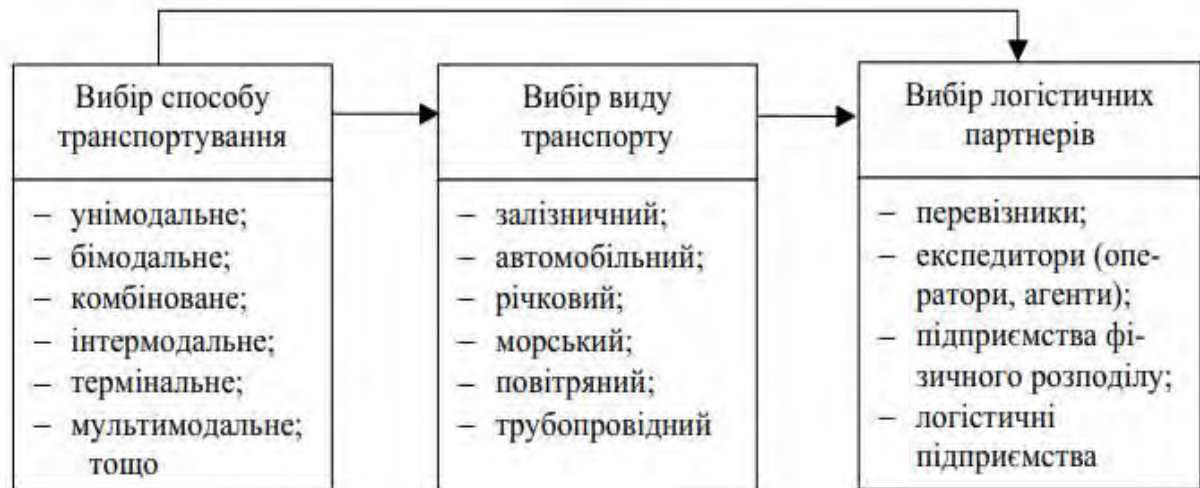 Вибір способу
транспортування
– унімодальне;
– бімодальне;
– комбіноване;
– інтермодальне;
– термінальне;
– мультимодальне;
тощо
Вибір виду
транспорту
– залізничний;
– автомобільний;
– річковий;
– морський;
– повітряний;
– трубопровідний
Вибір логістичних
партнерів
– перевізники;
– експедитори (опе-
ратори, агенти);
– підприємства фі-
зичного розподілу;
– логістичні
підприємства